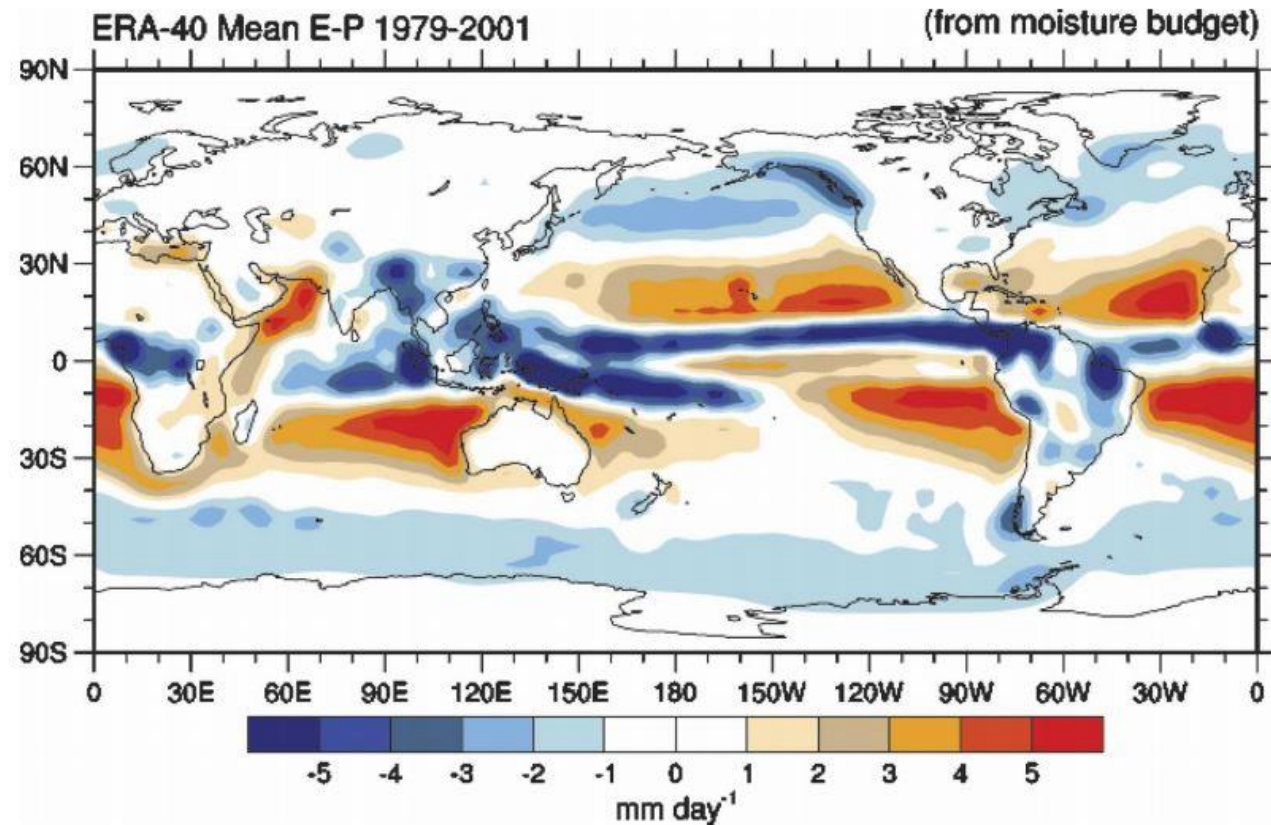 ERA-40 Mean E-P 1979-2001 (from moisture budget)
90N
60N
30N
0
30S
60S
90S
0 30E 60E 90E 120E 150E 180 150W 120W 90W 60W 30W 0
-5 -4 -3 -2 -1 0 1 2 3 4 5
mm day⁻¹